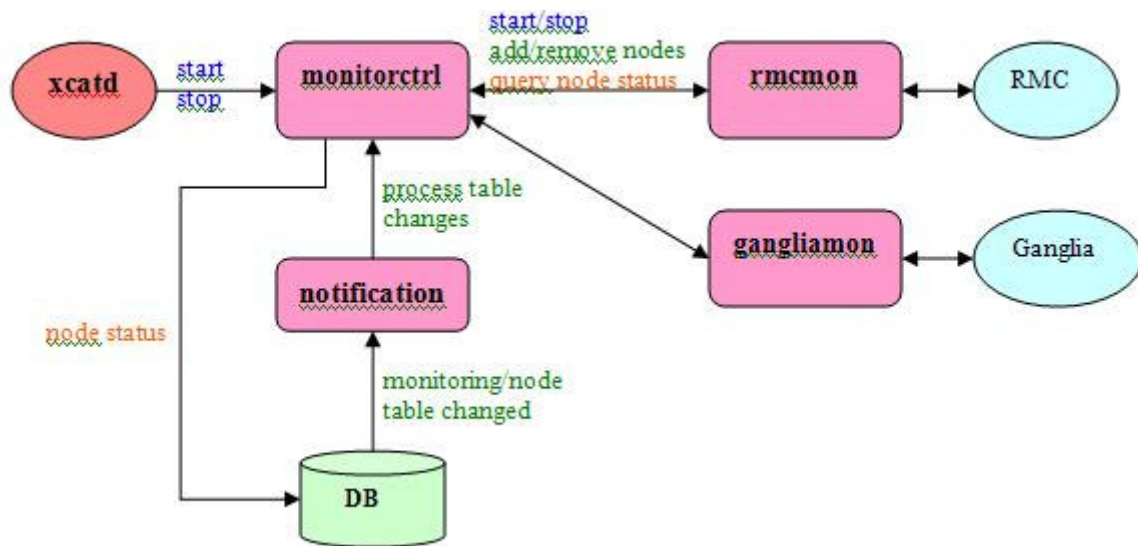 xcatd
start
stop
monitorctrl
start/stop
add/remove nodes
query node status
rmcmon
RMC
process table
changes
gangliamon
Ganglia
notification
node status
monitoring/node
table changed
DB